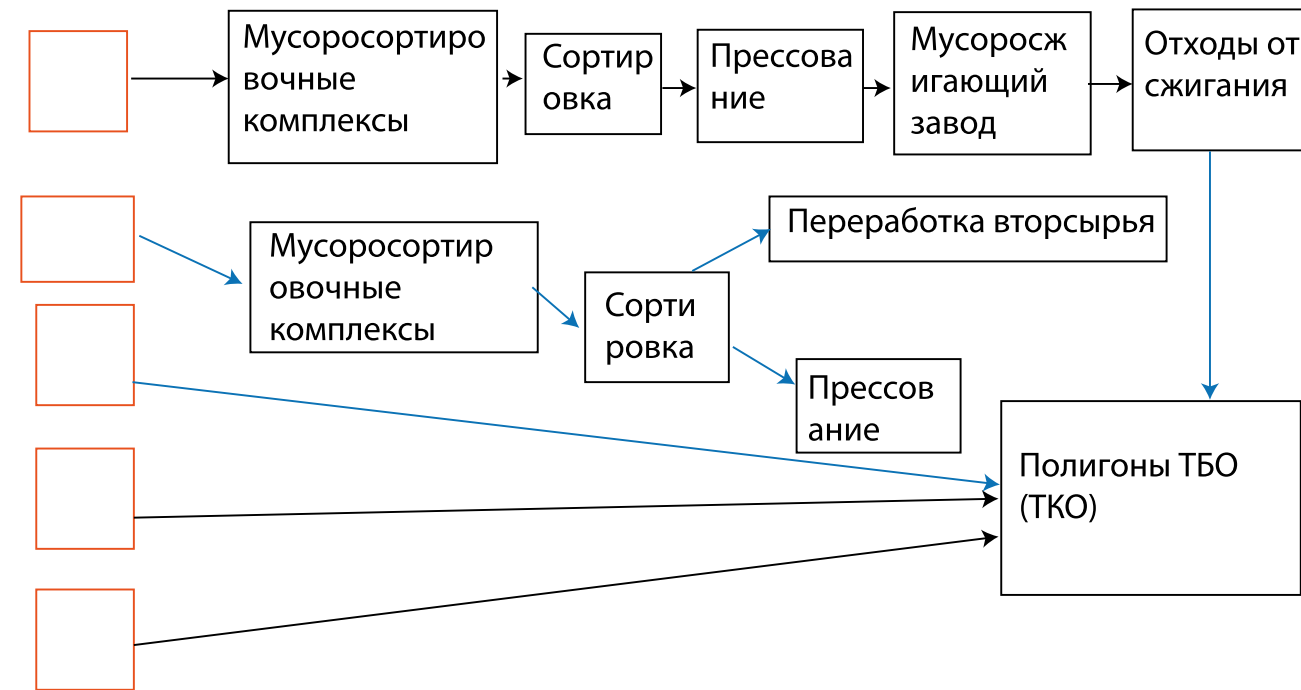 Мусоросортиро
вочные
комплексы
Сортир
овка
Прессова
ние
Мусоросж
игающий
завод
Отходы от
сжигания
Мусоросортир
овочные
комплексы
Сорти
ровка
Переработка вторсырья
Прессов
ание
Полигоны ТБО
(ТКО)